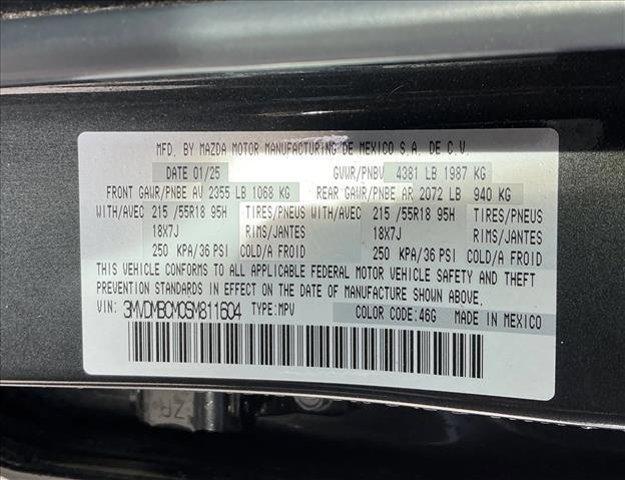 MFD. BY MAZDA MOTOR MANUFACTURING DE MEXICO S.A. DE C.V.
DATE 01/25 GVWR/PNBV 4381 LB 1987 KG
FRONT GAWR/PNBE AV 2355 LB 1068 KG REAR GAWR/PNBE AR 2072 LB 940 KG
WITH/AVEC 215 /55R18 95H TIRES/PNEUS WITH/AVEC 215 /55R18 95H TIRES/PNEUS
18X7J RIMS/JANTES 18X7J RIMS/JANTES
250 KPA/36 PSI COLD/A FROID 250 KPA/36 PSI COLD/A FROID
THIS VEHICLE CONFORMS TO ALL APPLICABLE FEDERAL MOTOR VEHICLE SAFETY AND THEFT
PREVENTION STANDARDS IN EFFECT ON THE DATE OF MANUFACTURE SHOWN ABOVE.
VIN: 3MVDMBCM0SM811604 TYPE: MPV COLOR CODE:46G MADE IN MEXICO